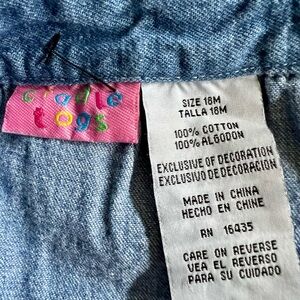 cradle
togs
SIZE 18M
TALLA 18M
100% COTTON
100% ALGODON
EXCLUSIVE OF DECORATION
EXCLUSIVO DE DECORACION
MADE IN CHINA
HECHO EN CHINE
RN 16435
CARE ON REVERSE
VEA EL REVERSO
PARA SU CUIDADO